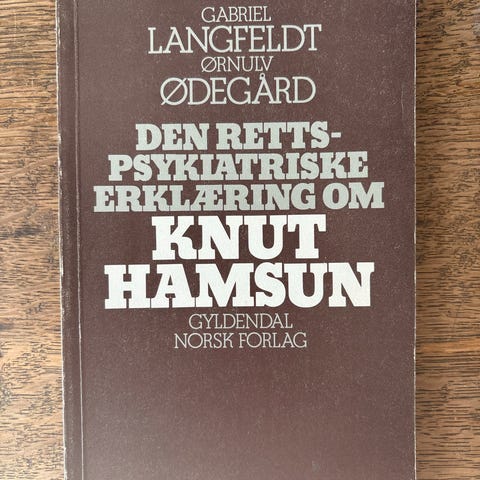 GABRIEL
LANGFELDT
ØRNULV
ØDEGÅRD
DEN RETTS-
PSYKIATRISKE
ERKLÆRING OM
KNUT
HAMSUN
GYLDENDAL
NORSK FORLAG